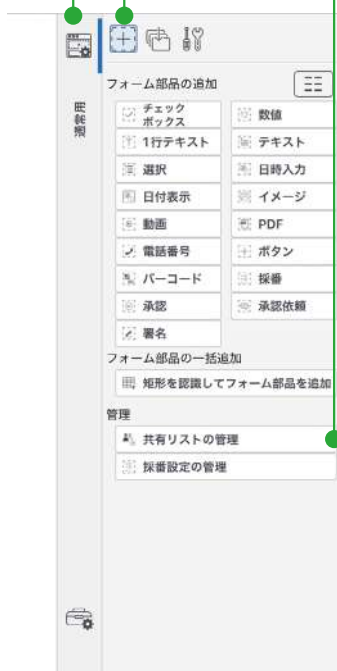 帳票設定
フォーム部品の追加
チェック
ボックス
数値
1行テキスト
テキスト
選択
日時入力
日付表示
イメージ
動画
PDF
電話番号
ボタン
バーコード
採番
承認
承認依頼
署名
フォーム部品の一括追加
矩形を認識してフォーム部品を追加
管理
共有リストの管理
採番設定の管理